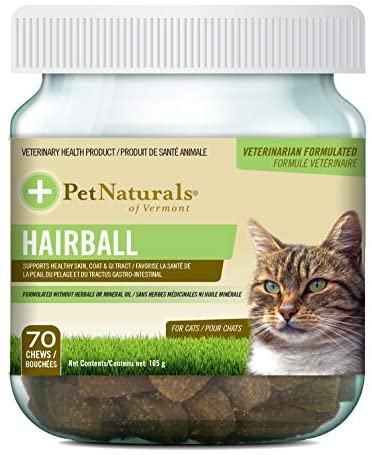 VETERINARY HEALTH PRODUCT / PRODUIT DE SANTÉ ANIMALE
VETERINARIAN FORMULATED
FORMULE VÉTÉRINAIRE
PetNaturals®
of Vermont
HAIRBALL
SUPPORTS HEALTHY SKIN, COAT & GI TRACT / FAVORISE LA SANTÉ DE
LA PEAU, DU PELAGE ET DU TRACTUS GASTRO-INTESTINAL
FORMULATED WITHOUT HERBALS OR MINERAL OIL / SANS HERBES MÉDICINALES NI HUILE MINÉRALE
70
CHEWS /
BOUCHÉES
FOR CATS / POUR CHATS
Net Contents/Contenu net: 105 g